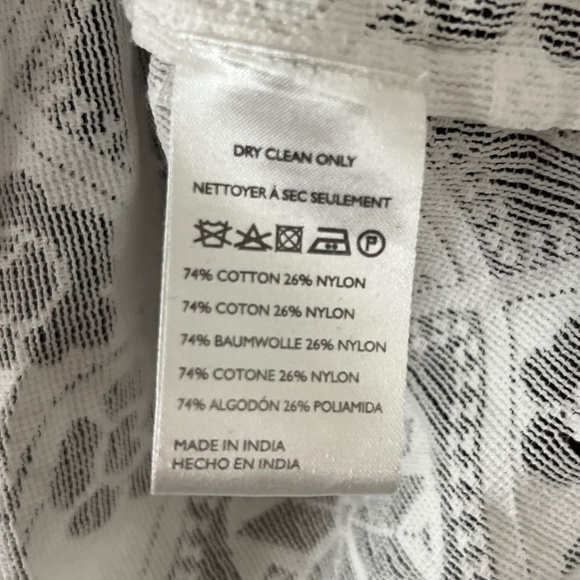 DRY CLEAN ONLY
NETTOYER À SEC SEULEMENT
P
74% COTTON 26% NYLON
74% COTON 26% NYLON
74% BAUMWOLLE 26% NYLON
74% COTONE 26% NYLON
74% ALGODÓN 26% POLIAMIDA
MADE IN INDIA
HECHO EN INDIA